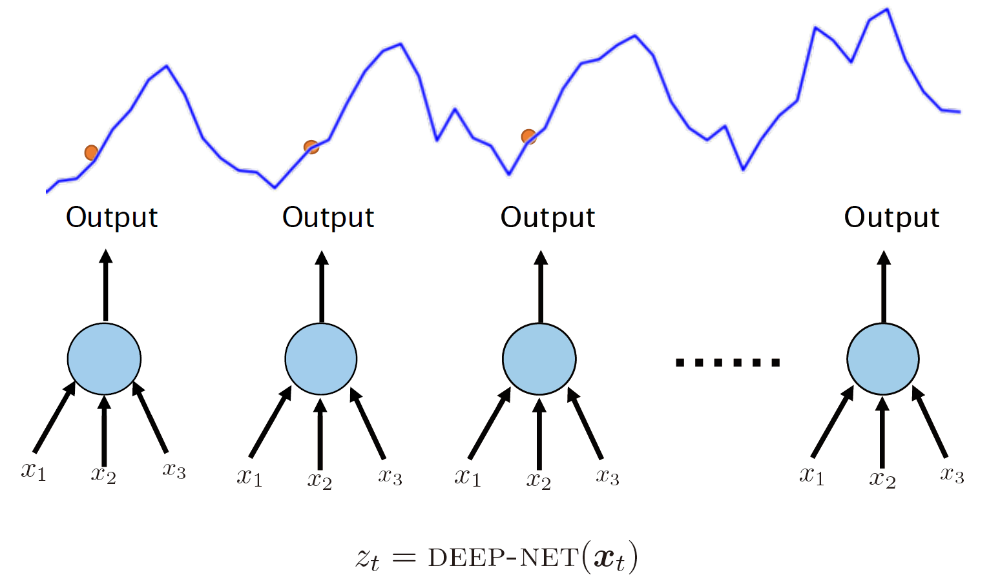 Output Output Output Output
x₁ x₂ x₃ x₁ x₂ x₃ x₁ x₂ x₃ x₁ x₂ x₃
zₜ = DEEP-NET(𝒙ₜ)